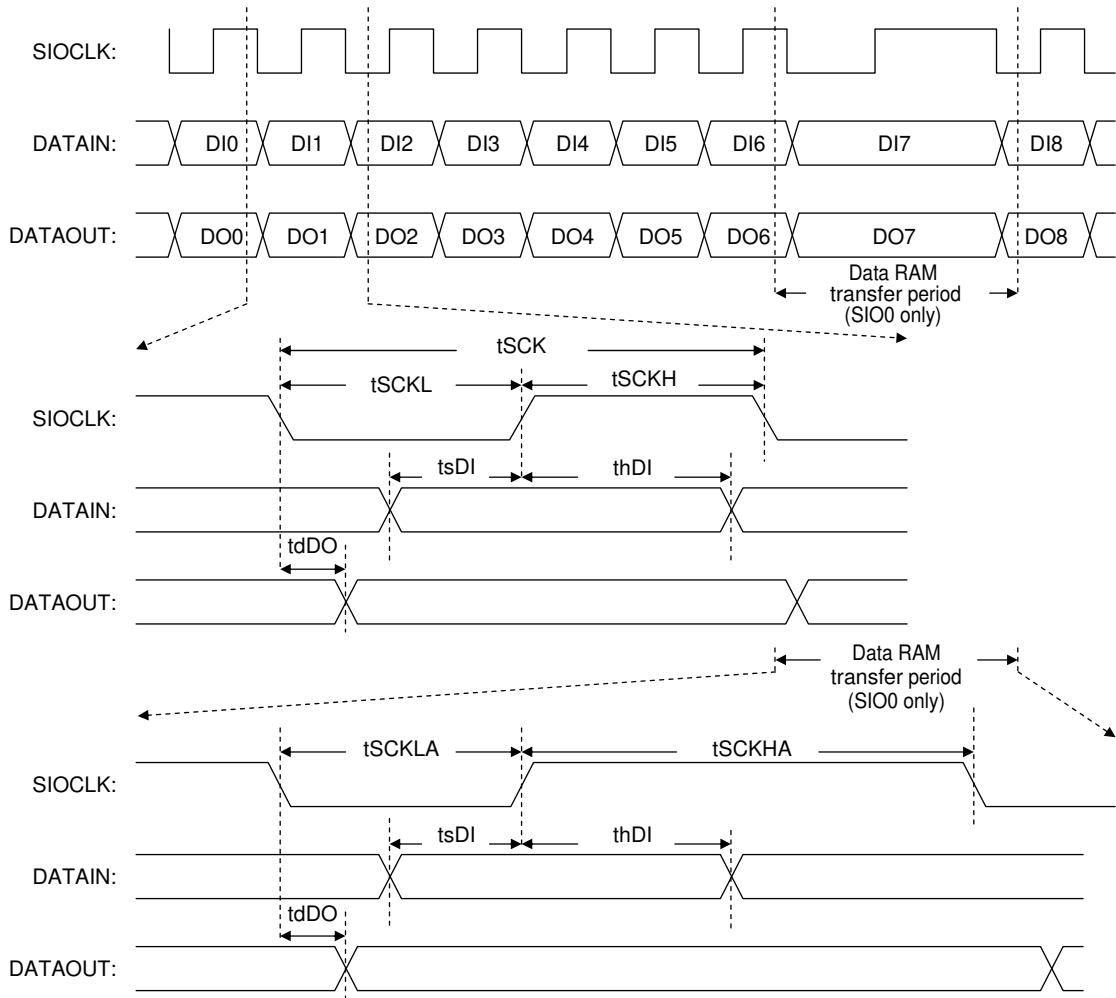 SIOCLK:
DATAIN: DI0 DI1 DI2 DI3 DI4 DI5 DI6 DI7 DI8
DATAOUT: DO0 DO1 DO2 DO3 DO4 DO5 DO6 DO7 DO8
Data RAM
transfer period
(SIO0 only)
tSCK
tSCKL tSCKH
SIOCLK:
tsDI thDI
DATAIN:
tdDO
DATAOUT:
Data RAM
transfer period
(SIO0 only)
tSCKLA tSCKHA
SIOCLK:
tsDI thDI
DATAIN:
tdDO
DATAOUT: